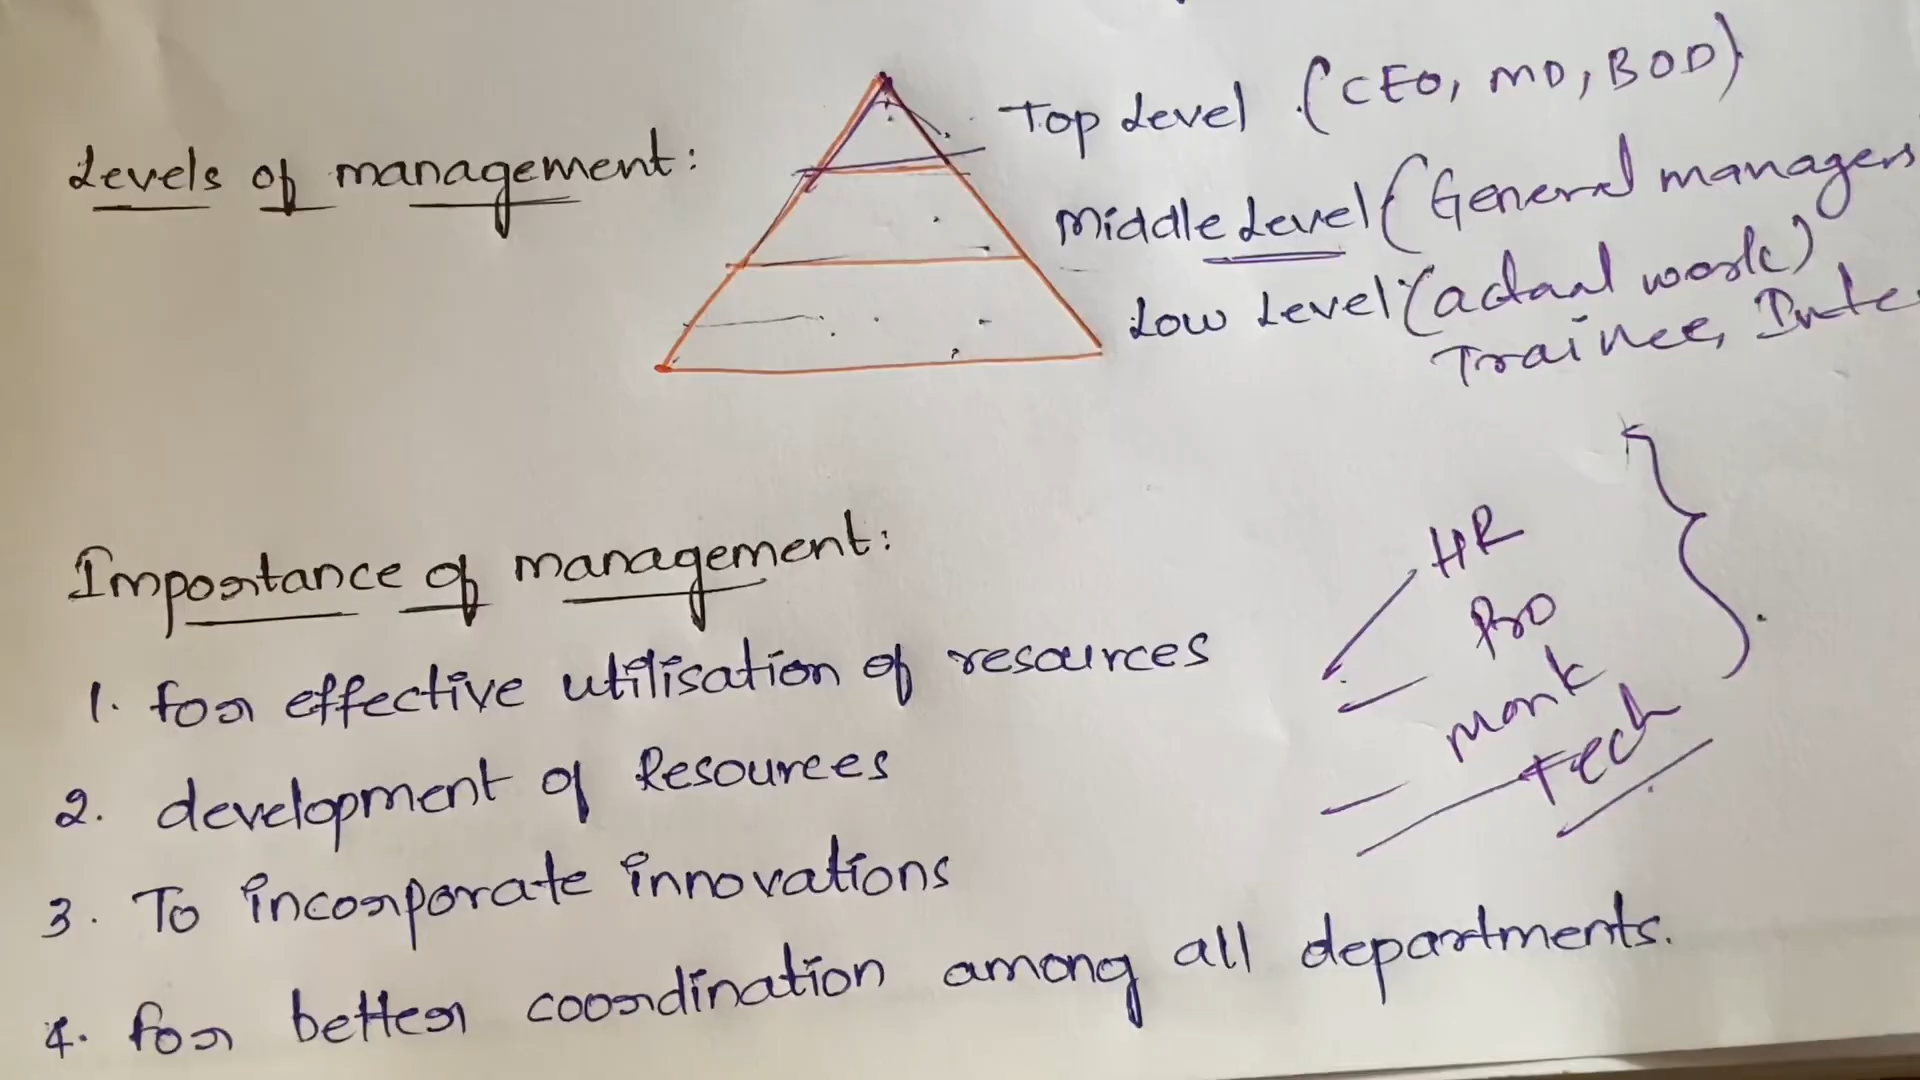 Levels of management:
Top Level (CEO, MD, BOD)
Middle Level (General managers
Low Level (actual work)
Trainee, Inte
Importance of management:
1. for effective utilisation of resources
2. development of Resources
3. To incorporate innovations
4. for better coordination among all departments.
HR
Pro
Mark
Tech